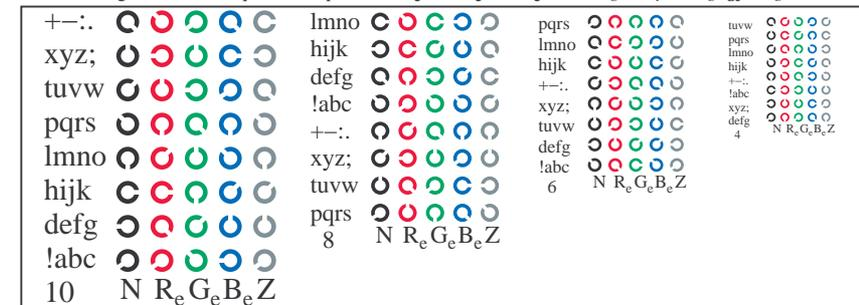 +−:.
xyz;
tuvw
pqrs
lmno
hijk
defg
!abc
10 N Re Ge Be Z
lmno
hijk
defg
!abc
+−:.
xyz;
tuvw
pqrs
8 N Re Ge Be Z
pqrs
lmno
hijk
+−:.
xyz;
tuvw
defg
!abc
6 N Re Ge Be Z
tuvw
pqrs
lmno
hijk
+−:.
!abc
xyz;
defg
4 N Re Ge Be Z